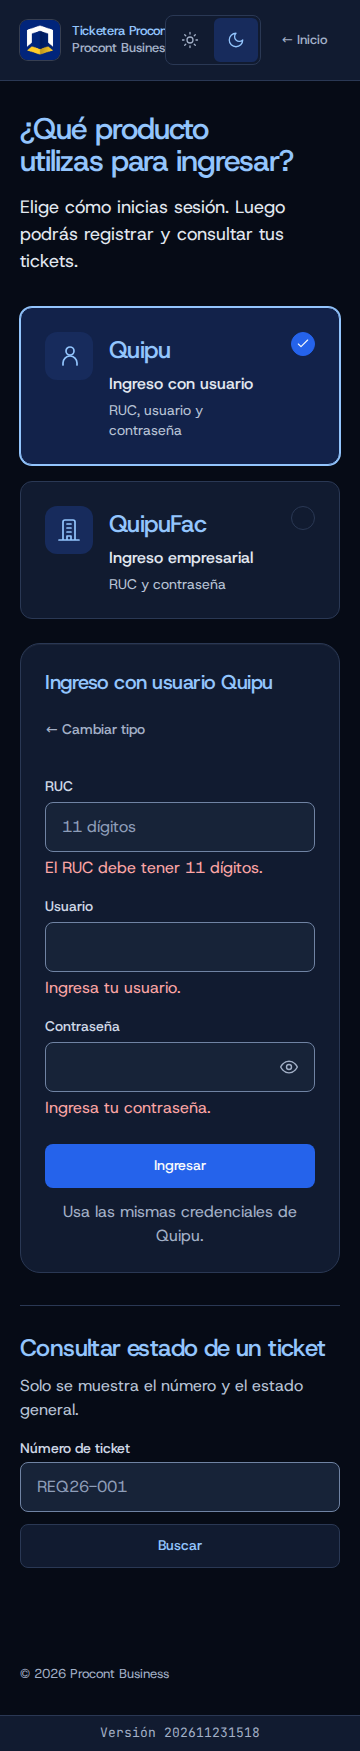 Ticketera Procor
Procont Busines
← Inicio
¿Qué producto
utilizas para ingresar?
Elige cómo inicias sesión. Luego
podrás registrar y consultar tus
tickets.
Quipu
Ingreso con usuario
RUC, usuario y
contraseña
QuipuFac
Ingreso empresarial
RUC y contraseña
Ingreso con usuario Quipu
← Cambiar tipo
RUC
11 dígitos
El RUC debe tener 11 dígitos.
Usuario
Ingresa tu usuario.
Contraseña
Ingresa tu contraseña.
Ingresar
Usa las mismas credenciales de
Quipu.
Consultar estado de un ticket
Solo se muestra el número y el estado
general.
Número de ticket
REQ26-001
Buscar
© 2026 Procont Business
Versión 202611231518